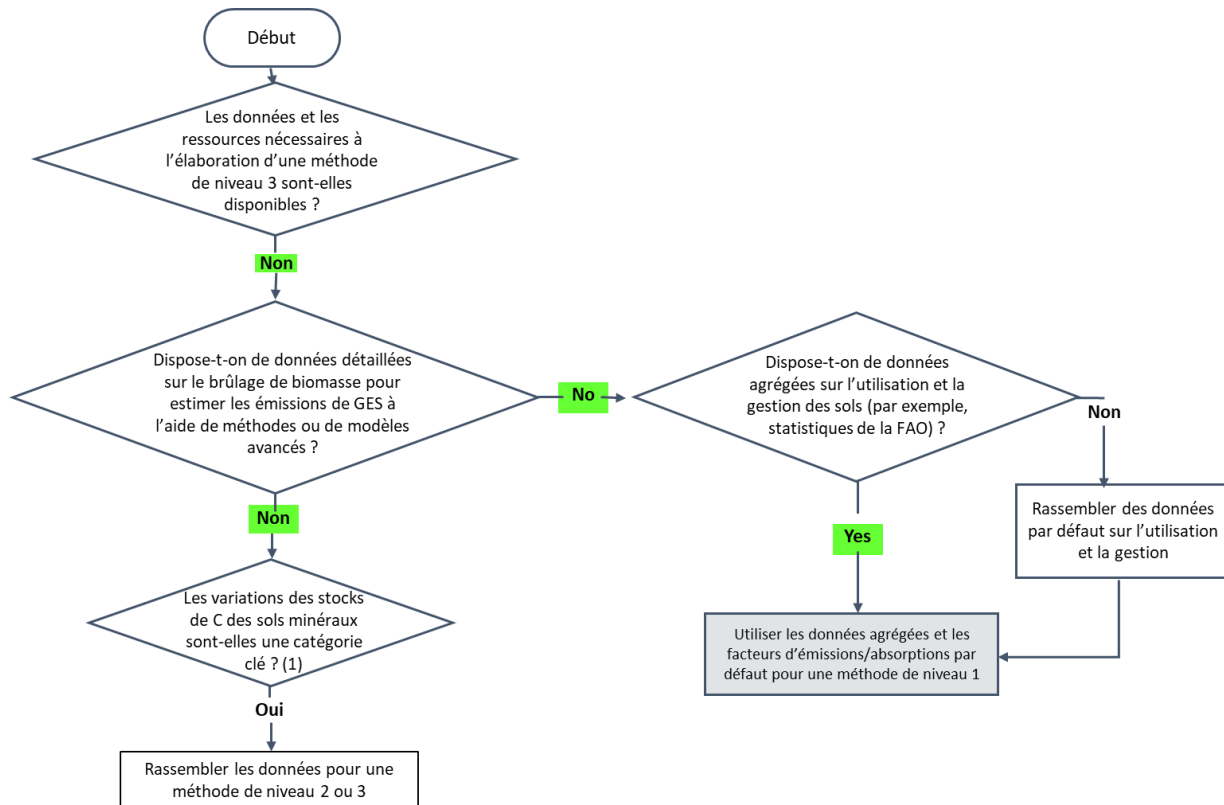 Début
Les données et les
ressources nécessaires à
l’élaboration d’une méthode
de niveau 3 sont-elles
disponibles ?
Non
Dispose-t-on de données détaillées
sur le brûlage de biomasse pour
estimer les émissions de GES à
l’aide de méthodes ou de modèles
avancés ?
No
Dispose-t-on de données
agrégées sur l’utilisation et la
gestion des sols (par exemple,
statistiques de la FAO) ?
Non
Rassembler des données
par défaut sur l’utilisation
et la gestion
Yes
Utiliser les données agrégées et les
facteurs d’émissions/absorptions par
défaut pour une méthode de niveau 1
Non
Les variations des stocks
de C des sols minéraux
sont-elles une catégorie
clé ? (1)
Oui
Rassembler les données pour une
méthode de niveau 2 ou 3